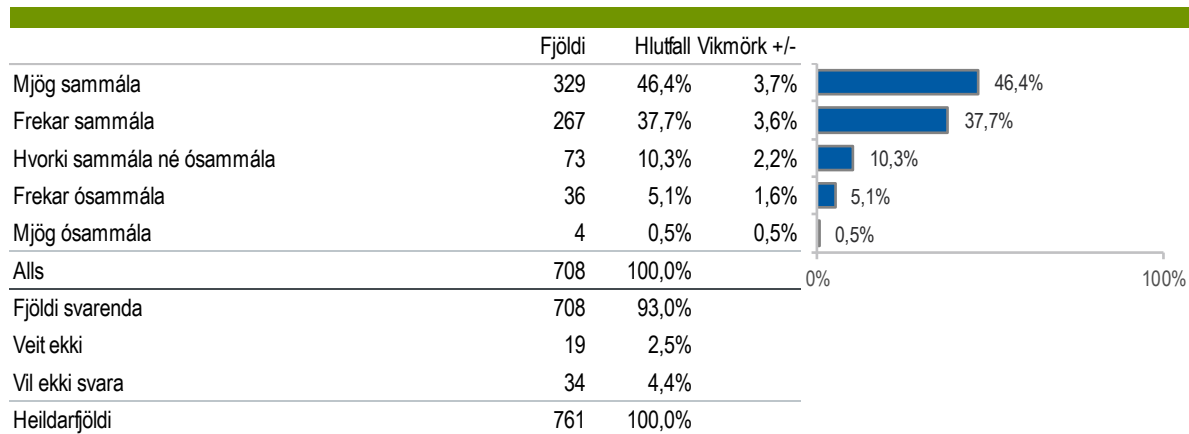 Fjöldi Hlutfall Vikmörk +/-
Mjög sammála 329 46,4% 3,7% 46,4%
Frekar sammála 267 37,7% 3,6% 37,7%
Hvorki sammála né ósammála 73 10,3% 2,2% 10,3%
Frekar ósammála 36 5,1% 1,6% 5,1%
Mjög ósammála 4 0,5% 0,5% 0,5%
Alls 708 100,0% 0% 100%
Fjöldi svarenda 708 93,0%
Veit ekki 19 2,5%
Vil ekki svara 34 4,4%
Heildarfjöldi 761 100,0%